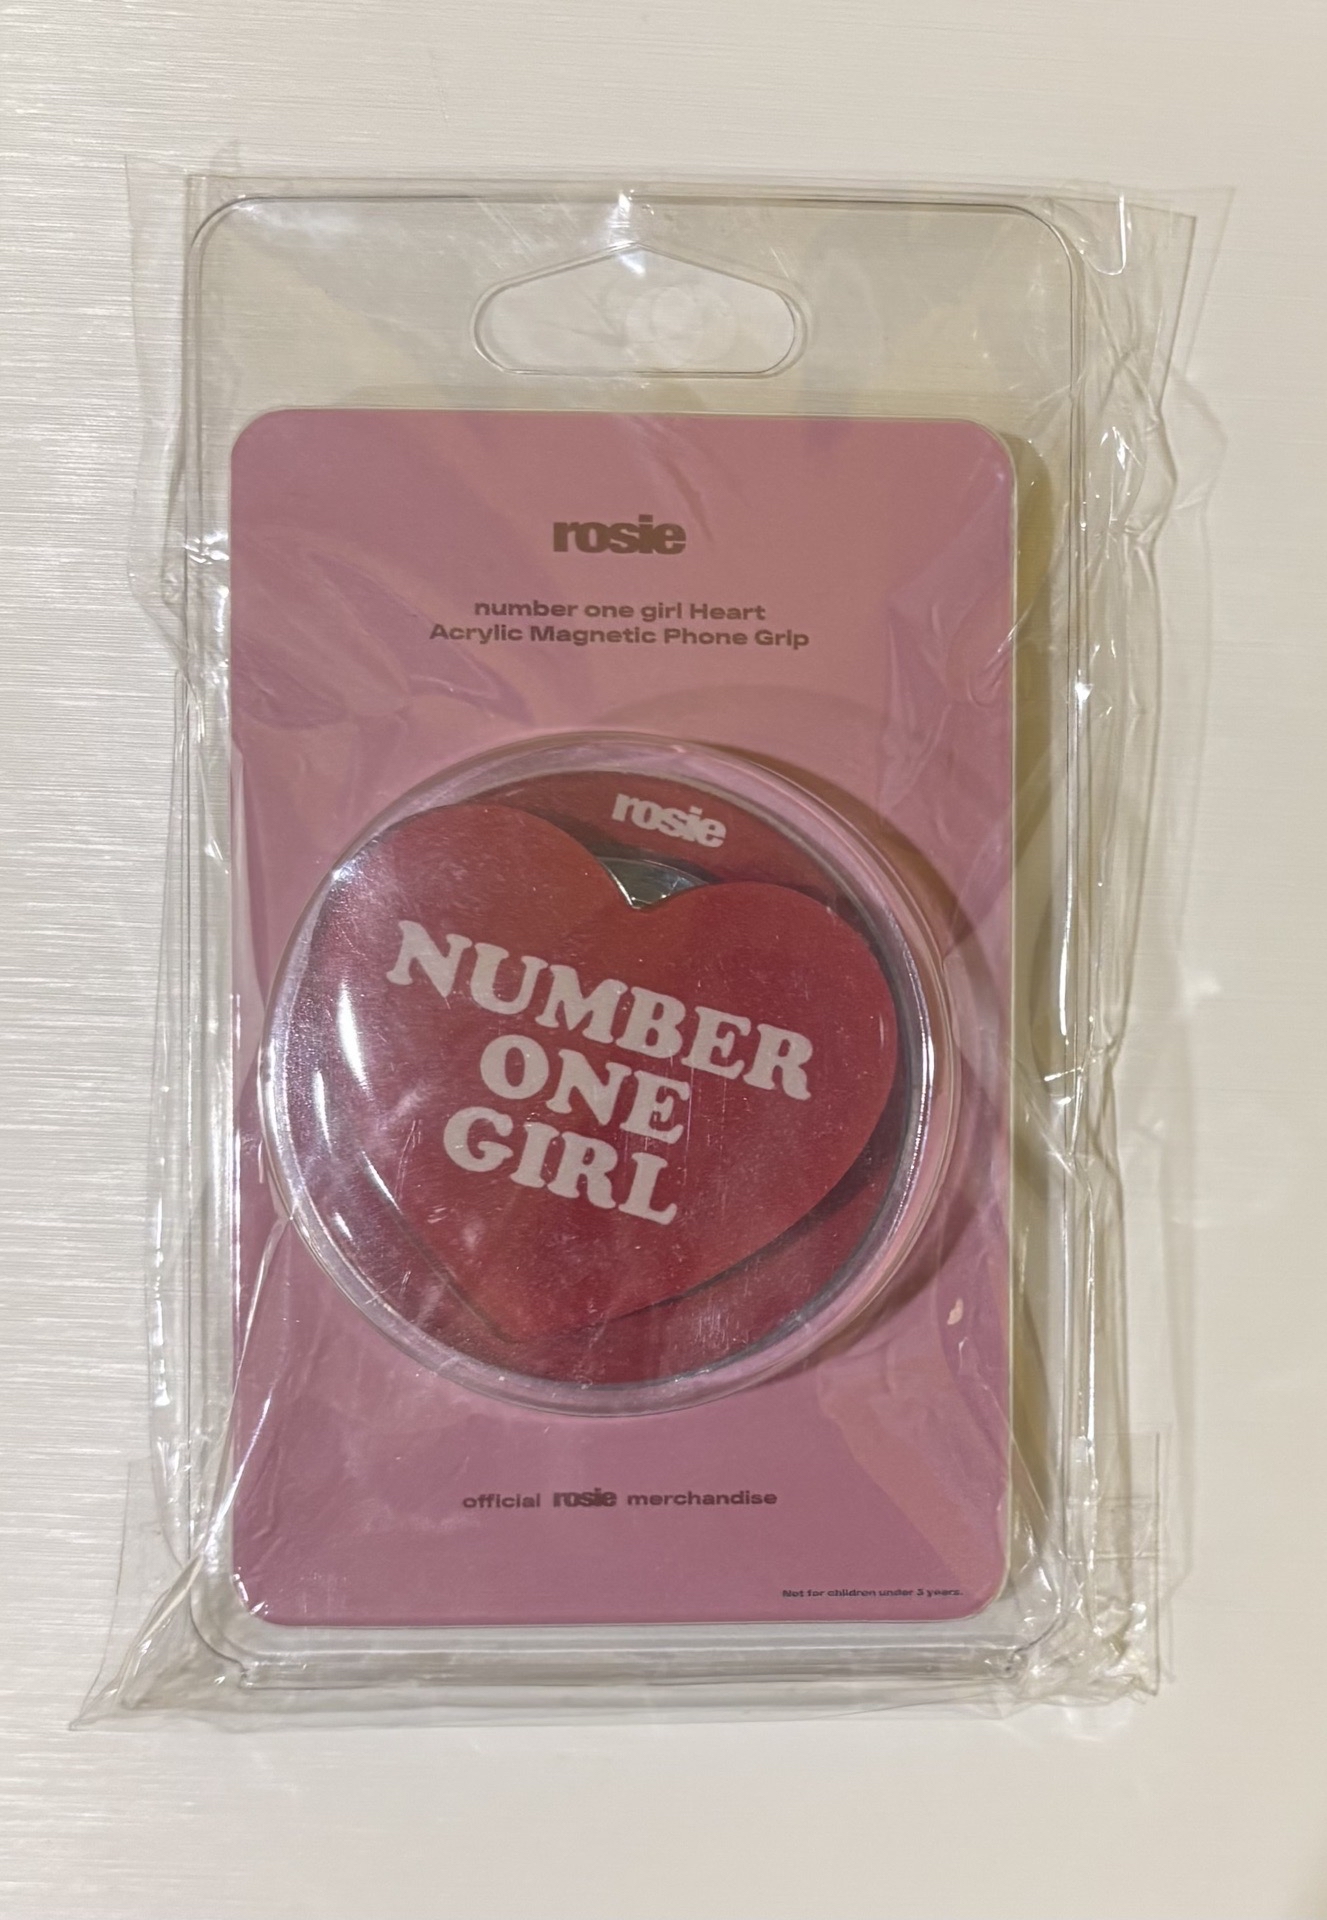 rosie
number one girl Heart
Acrylic Magnetic Phone Grip
rosie
NUMBER
ONE
GIRL
official rosie merchandise
Not for children under 3 years.